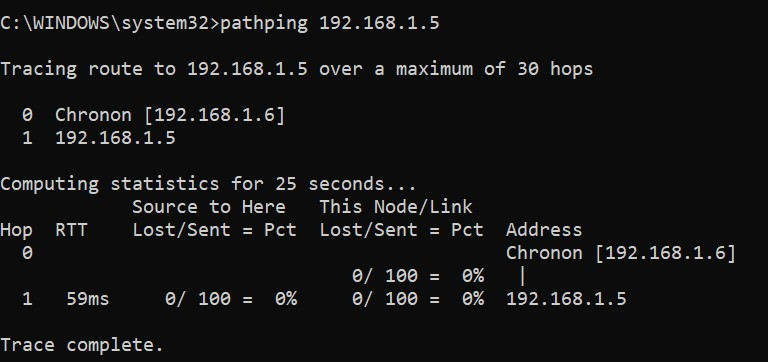 C:\WINDOWS\system32>pathping 192.168.1.5
Tracing route to 192.168.1.5 over a maximum of 30 hops
  0  Chronon [192.168.1.6]
  1  192.168.1.5
Computing statistics for 25 seconds...
            Source to Here   This Node/Link
Hop  RTT    Lost/Sent = Pct  Lost/Sent = Pct  Address
  0                                           Chronon [192.168.1.6]
                                0/ 100 =  0%   |
  1   59ms     0/ 100 =  0%     0/ 100 =  0%  192.168.1.5
Trace complete.